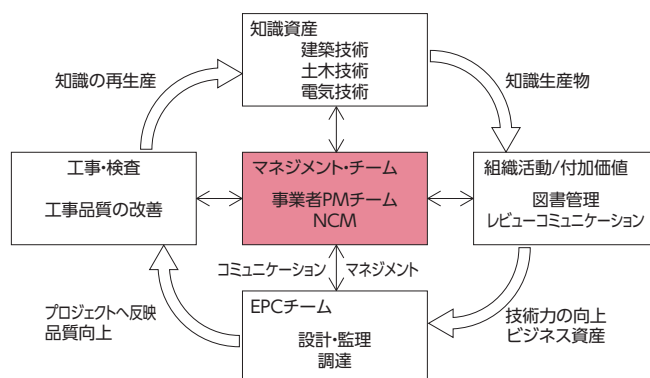 知識資産
建築技術
土木技術
電気技術
知識の再生産
知識生産物
工事・検査
工事品質の改善
マネジメント・チーム
事業者PMチーム
NCM
組織活動/付加価値
図書管理
レビューコミュニケーション
コミュニケーション
マネジメント
プロジェクトへ反映
品質向上
EPCチーム
設計・監理
調達
技術力の向上
ビジネス資産